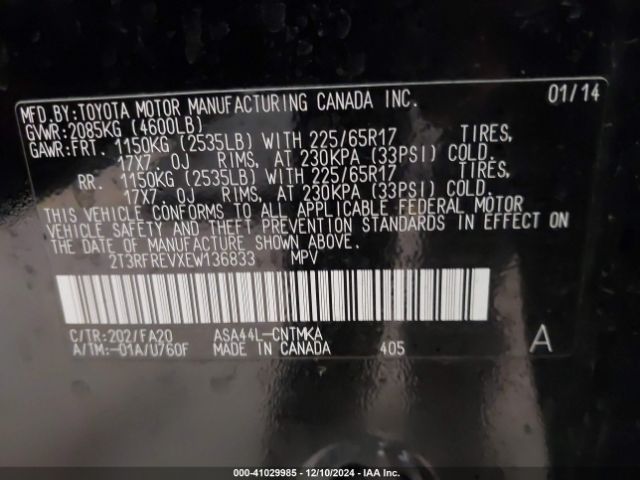 MFD.BY:TOYOTA MOTOR MANUFACTURING CANADA INC. 01/14
GVWR:2085KG (4600LB)
GAWR:FRT. 1150KG (2535LB) WITH 225/65R17 TIRES,
17X7.0J RIMS, AT 230KPA (33PSI) COLD.
RR. 1150KG (2535LB) WITH 225/65R17 TIRES,
17X7.0J RIMS, AT 230KPA (33PSI) COLD.
THIS VEHICLE CONFORMS TO ALL APPLICABLE FEDERAL MOTOR
VEHICLE SAFETY AND THEFT PREVENTION STANDARDS IN EFFECT ON
THE DATE OF MANUFACTURE SHOWN ABOVE.
2T3RFREVXEW136833 MPV
C/TR:202/FA20 ASA44L-CNTMKA
A/TM:-01A/U760F MADE IN CANADA 405 A
000-41029985 - 12/10/2024 - IAA Inc.